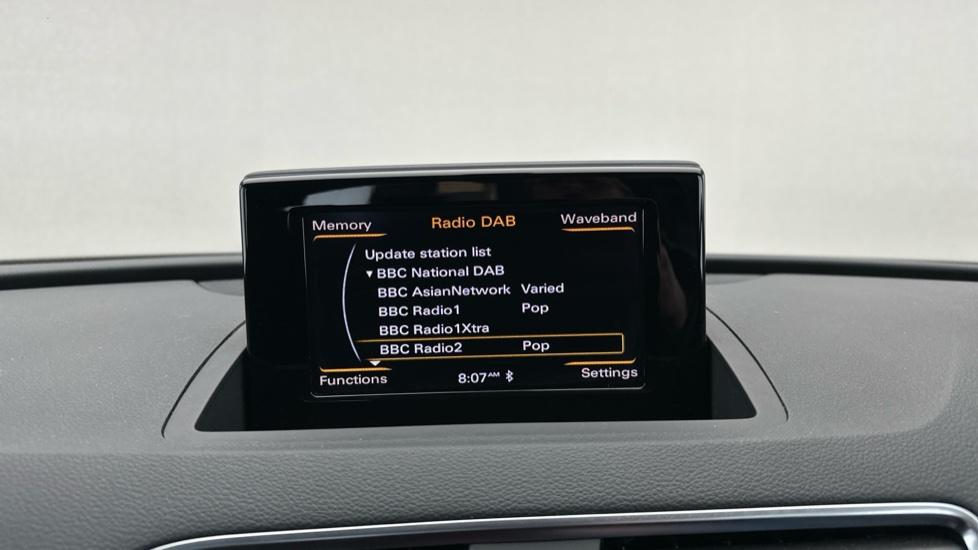 Memory Radio DAB Waveband
Update station list
▼ BBC National DAB
BBC AsianNetwork Varied
BBC Radio1 Pop
BBC Radio1Xtra
BBC Radio2 Pop
Functions 8:07AM Settings